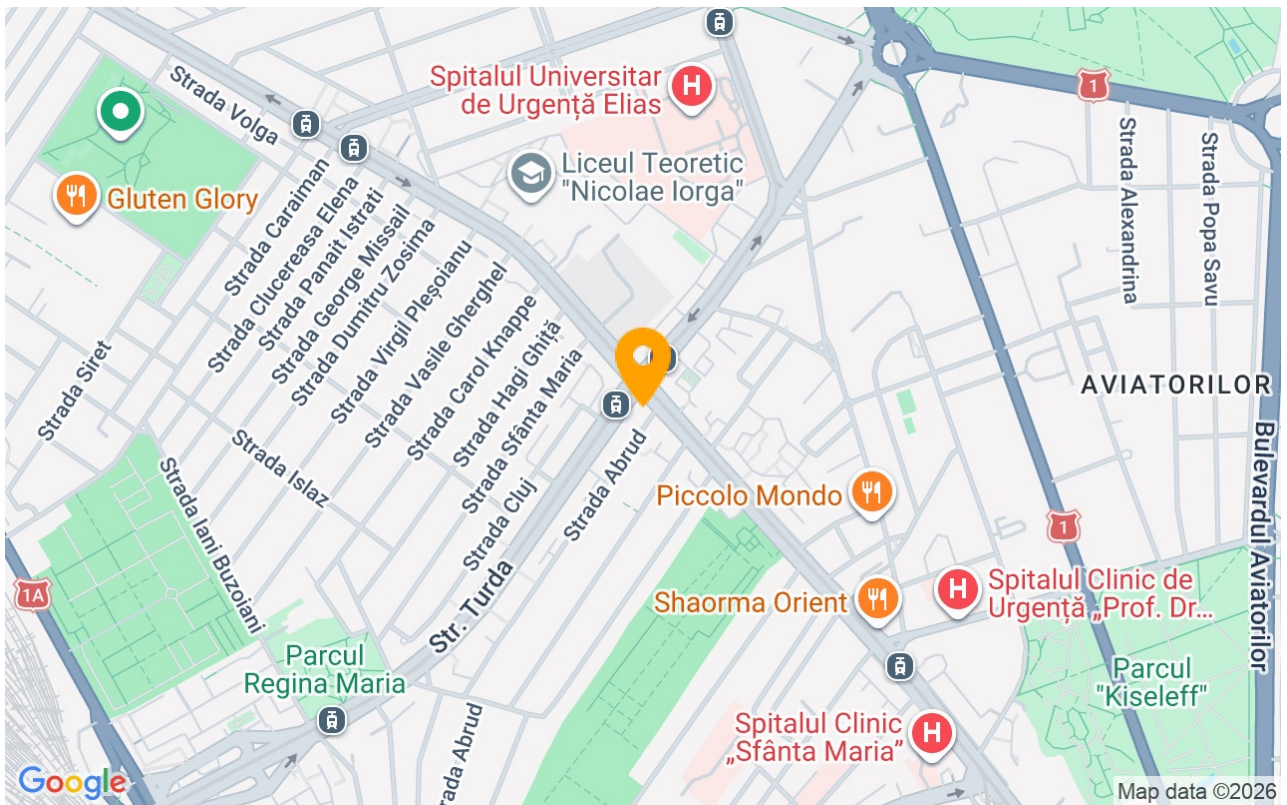 Spitalul Universitar
de Urgență Elias
1
Strada Volga
Liceul Teoretic
"Nicolae Iorga"
Strada Alexandrina
Strada Popa Savu
Gluten Glory
Strada Caraiman
Strada Clucereasa Elena
Strada Panait Istrati
Strada George Missail
Strada Dumitru Zosima
Strada Virgil Pleșoianu
Strada Vasile Gherghel
Strada Carol Knappe
Strada Hagi Ghiță
Strada Sfânta Maria
Strada Siret
AVIATORILOR
Strada Islaz
Strada Cluj
Strada Abrud
Piccolo Mondo
Strada Iani Buzoiani
1
Bulevardul Aviatorilor
1A
Str. Turda
Shaorma Orient
Spitalul Clinic de
Urgență „Prof. Dr...
Parcul
Regina Maria
Parcul
"Kiseleff"
Strada Abrud
Spitalul Clinic
„Sfânta Maria”
Google
Map data ©2026